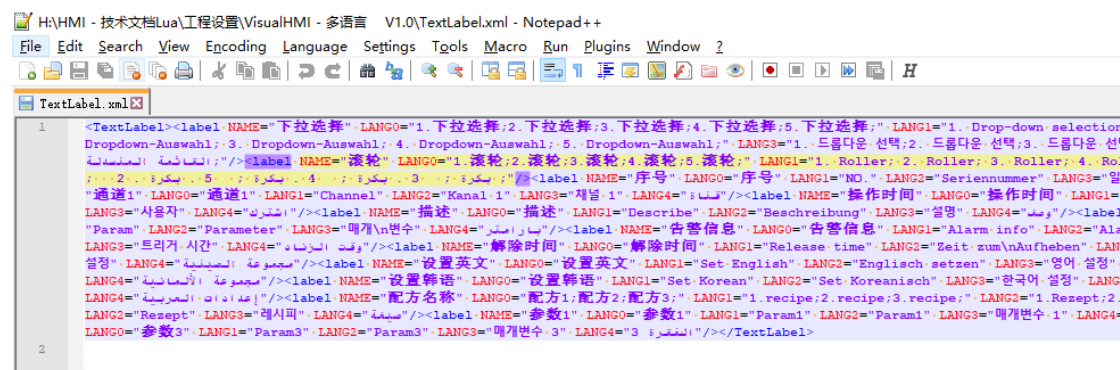 H:\HMI - 技术文档Lua\工程设置\VisualHMI - 多语言 V1.0\TextLabel.xml - Notepad++
File Edit Search View Encoding Language Settings Tools Macro Run Plugins Window ?
TextLabel.xml
1 <TextLabel><label NAME="下拉选择" LANG0="1.下拉选择;2.下拉选择;3.下拉选择;4.下拉选择;5.下拉选择;" LANG1="1. Drop-down selection
Dropdown-Auswahl; 3. Dropdown-Auswahl; 4. Dropdown-Auswahl; 5. Dropdown-Auswahl;" LANG3="1. 드롭다운 선택;2. 드롭다운 선택;3. 드롭다운 선택
القائمة المنسدلة;"/><label NAME="滚轮" LANG0="1.滚轮;2.滚轮;3.滚轮;4.滚轮;5.滚轮;" LANG1="1. Roller; 2. Roller; 3. Roller; 4. Ro
2. بكرة ; 3. بكرة ; 4. بكرة ; 5. بكرة ;"/><label NAME="序号" LANG0="序号" LANG1="NO." LANG2="Seriennummer" LANG3="일
"通道1" LANG0="通道1" LANG1="Channel" LANG2="Kanal 1" LANG3="채널 1" LANG4="قناة"/><label NAME="操作时间" LANG0="操作时间" LANG1=
LANG3="사용자" LANG4="اشترك"/><label NAME="描述" LANG0="描述" LANG1="Describe" LANG2="Beschreibung" LANG3="설명" LANG4="وصف"/><label
"Param" LANG2="Parameter" LANG3="매개\n변수" LANG4="بارامتر"/><label NAME="告警信息" LANG0="告警信息" LANG1="Alarm info" LANG2="Ala
LANG3="트리거 시간" LANG4="وقت الزناد"/><label NAME="解除时间" LANG0="解除时间" LANG1="Release time" LANG2="Zeit zum\nAufheben" LAN
설정" LANG4="مجموعة الصينية"/><label NAME="设置英文" LANG0="设置英文" LANG1="Set English" LANG2="Englisch setzen" LANG3="영어 설정"
LANG4="مجموعة الألمانية"/><label NAME="设置韩语" LANG0="设置韩语" LANG1="Set Korean" LANG2="Set Koreanisch" LANG3="한국어 설정" LANG
LANG4="إعدادات العربية"/><label NAME="配方名称" LANG0="配方1;配方2;配方3;" LANG1="1.recipe;2.recipe;3.recipe;" LANG2="1.Rezept;2
LANG2="Rezept" LANG3="레시피" LANG4="صيغة"/><label NAME="参数1" LANG0="参数1" LANG1="Param1" LANG2="Param1" LANG3="매개변수 1" LANG4=
LANG0="参数3" LANG1="Param3" LANG2="Param3" LANG3="매개변수 3" LANG4="الفقرة 3"/></TextLabel>
2